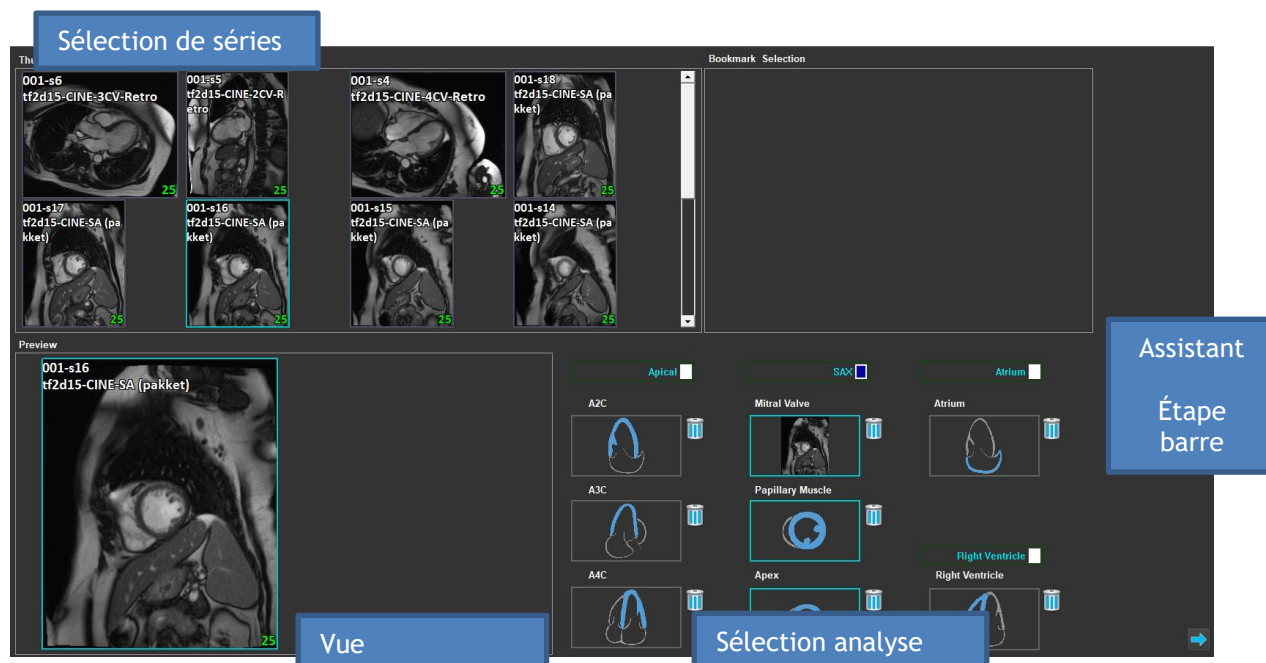 Sélection de séries
Thu
Bookmark Selection
001-s6
tf2d15-CINE-3CV-Retro
25
001-s5
tf2d15-CINE-2CV-R
etro
25
001-s4
tf2d15-CINE-4CV-Retro
25
001-s18
tf2d15-CINE-SA (pa
kket)
25
001-s17
tf2d15-CINE-SA (pa
kket)
25
001-s16
tf2d15-CINE-SA (pa
kket)
25
001-s15
tf2d15-CINE-SA (pa
kket)
25
001-s14
tf2d15-CINE-SA (pa
kket)
25
Assistant
Étape
barre
Preview
001-s16
tf2d15-CINE-SA (pakket)
25
Apical
SAX
Atrium
A2C
Mitral Valve
Atrium
A3C
Papillary Muscle
Right Ventricle
A4C
Apex
Right Ventricle
Vue
Sélection analyse